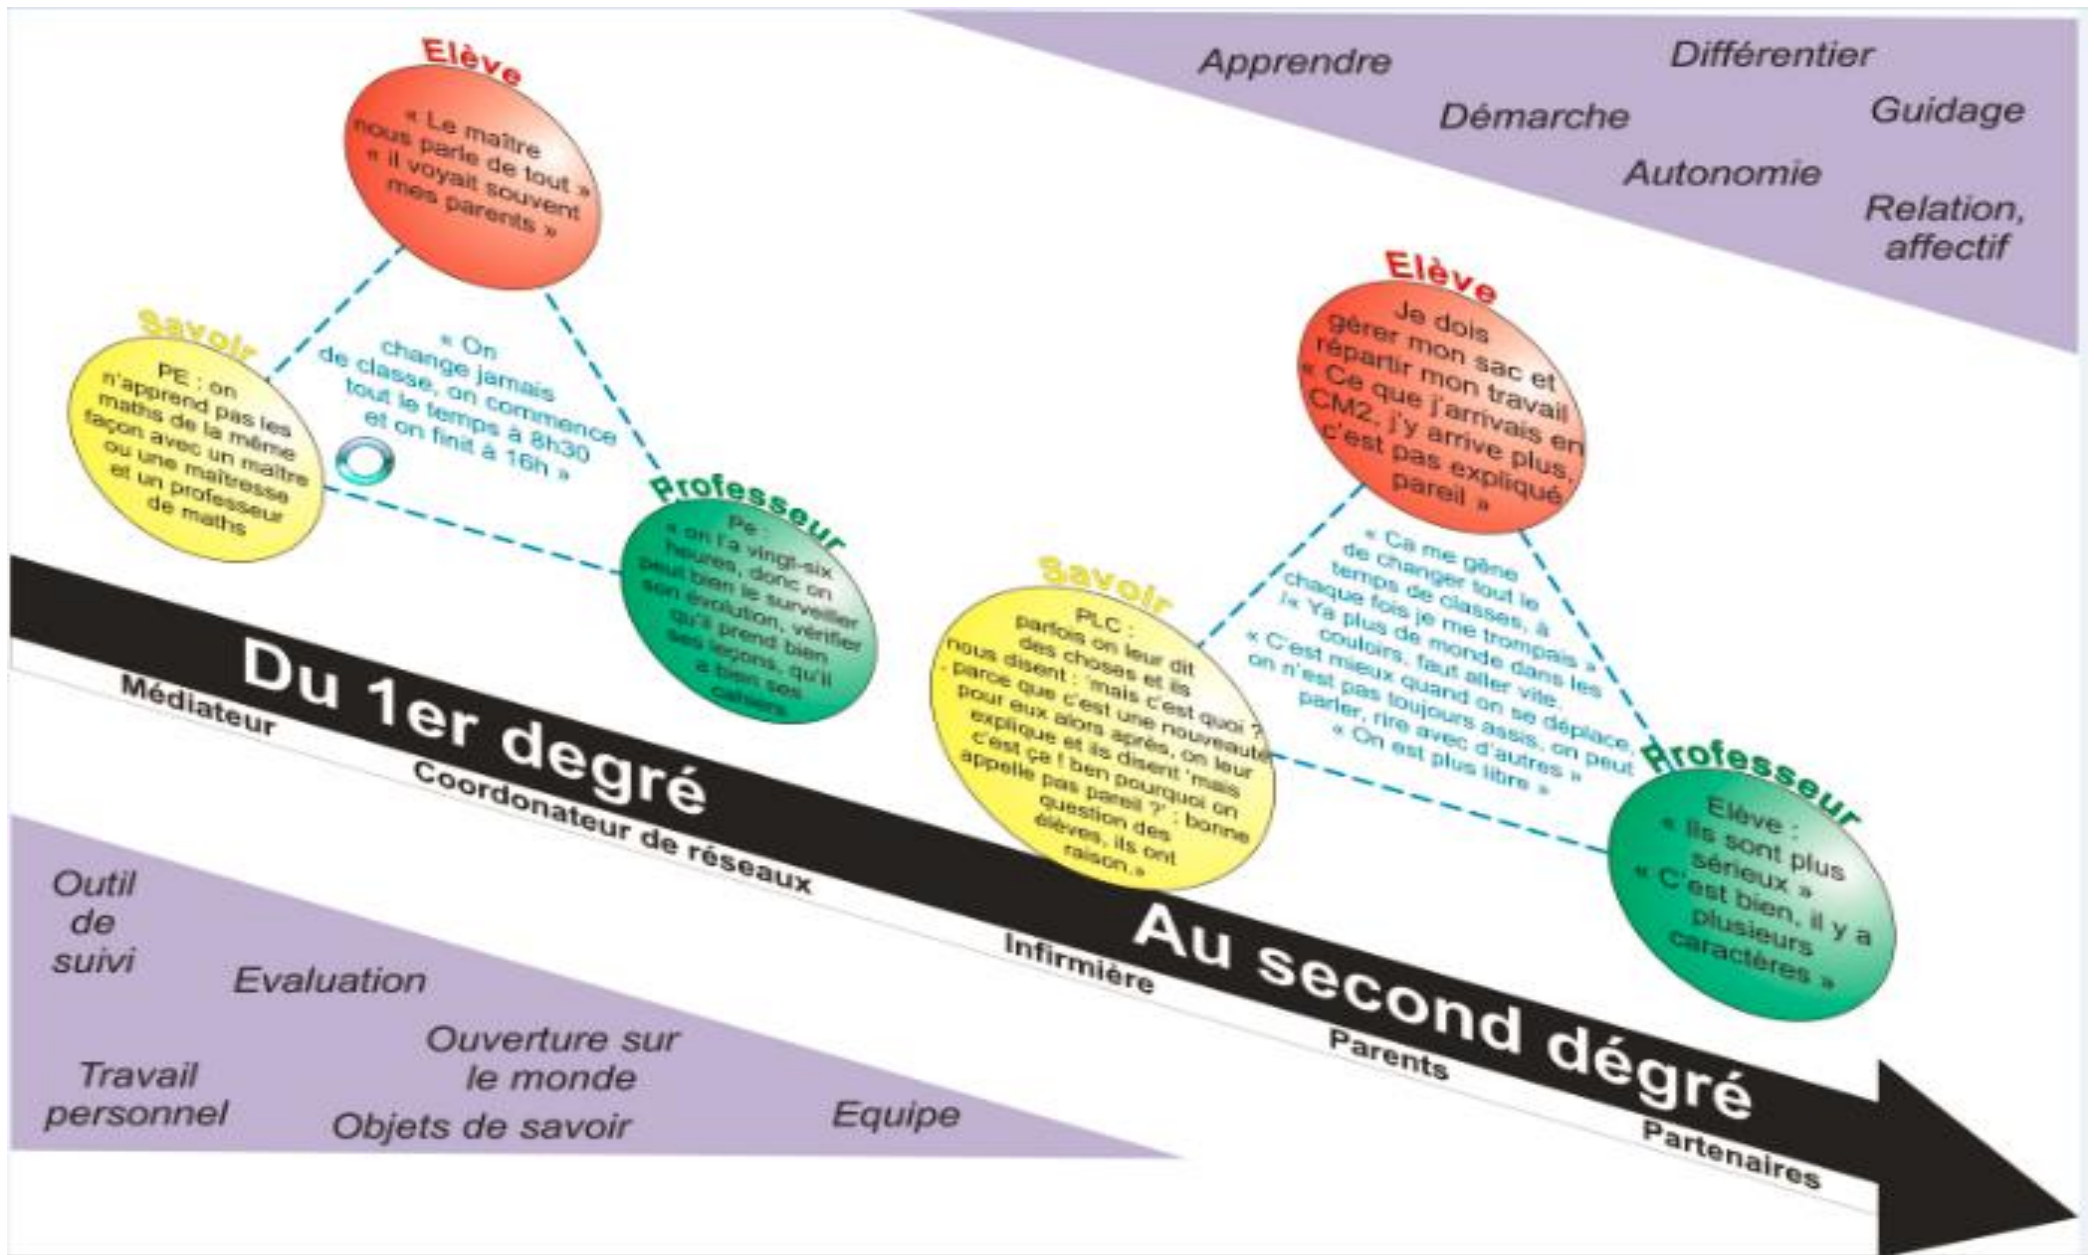 Apprendre
Différentier
Démarche
Guidage
Autonomie
Relation,
affectif
Elève
« Le maître
nous parle de tout »
« il voyait souvent
mes parents »
savoir
PE : on
n'apprend pas les
maths de la même
façon avec un maître
ou une maîtresse
et un professeur
de maths
« On
change jamais
de classe, on commence
tout le temps à 8h30
et on finit à 16h »
Professeur
Pe :
« on l'a vingt-six
heures, donc on
peut bien le surveiller
son évolution, vérifier
qu'il prend bien
ses leçons, qu'il
a bien ses
cahiers
Elève
Je dois
gérer mon sac et
répartir mon travail
« Ce que j'arrivais en
CM2, j'y arrive plus,
c'est pas expliqué
pareil »
savoir
PLC :
parfois on leur dit
des choses et ils
nous disent : 'mais c'est quoi ?
. parce que c'est une nouveauté
pour eux alors après, on leur
explique et ils disent 'mais
c'est ça ! ben pourquoi on
appelle pas pareil ?' ; bonne
question des
élèves, ils ont
raison.»
« Ca me gêne
de changer tout le
temps de classes, à
chaque fois je me trompais »
/« Ya plus de monde dans les
couloirs, faut aller vite.
« C'est mieux quand on se déplace,
on n'est pas toujours assis, on peut
parler, rire avec d'autres »
« On est plus libre »
Professeur
Elève :
« Ils sont plus
sérieux »
« C'est bien, il y a
plusieurs
caractères »
Du 1er degré
Au second dégré
Médiateur
Coordonateur de réseaux
Infirmière
Parents
Partenaires
Outil
de
suivi
Evaluation
Ouverture sur
le monde
Travail
personnel
Objets de savoir
Equipe